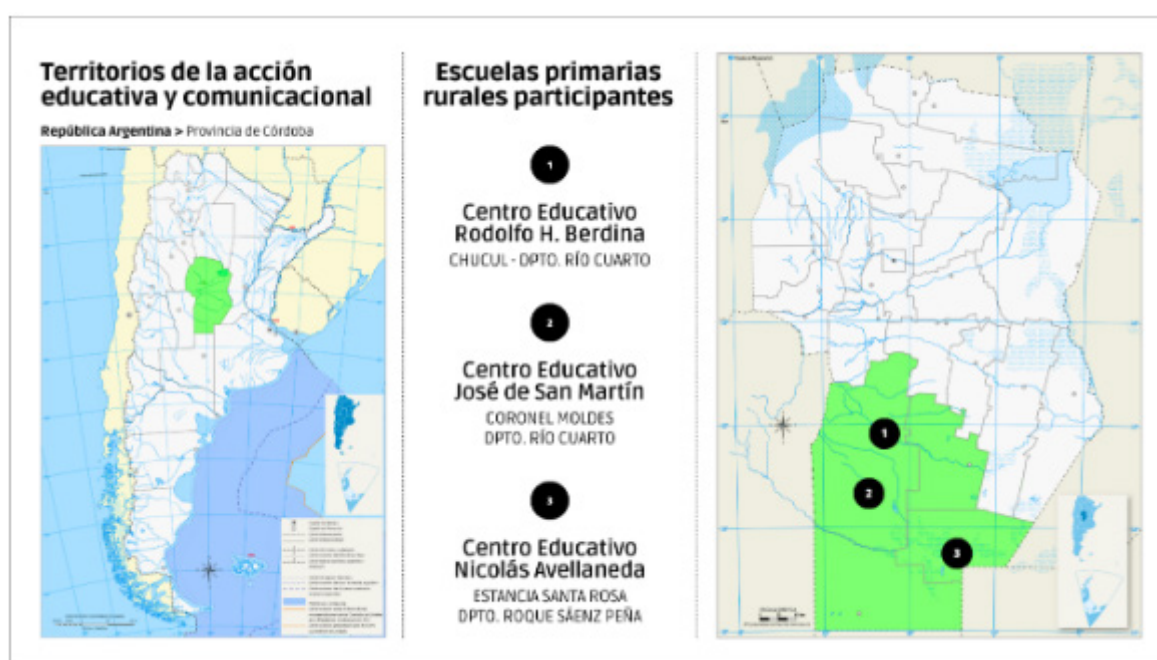 Territorios de la acción
educativa y comunicacional
República Argentina > Provincia de Córdoba
Escuelas primarias
rurales participantes
1
Centro Educativo
Rodolfo H. Berdina
CHUCUL - DPTO. RÍO CUARTO
2
Centro Educativo
José de San Martín
CORONEL MOLDES
DPTO. RÍO CUARTO
3
Centro Educativo
Nicolás Avellaneda
ESTANCIA SANTA ROSA
DPTO. ROQUE SÁENZ PEÑA
1
2
3